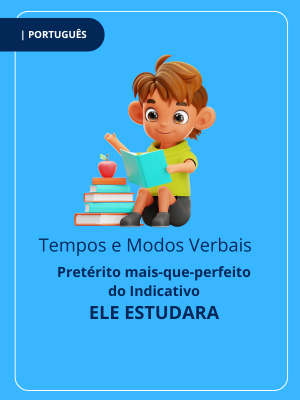 | PORTUGUÊS
Tempos e Modos Verbais
Pretérito mais-que-perfeito
do Indicativo
ELE ESTUDARA